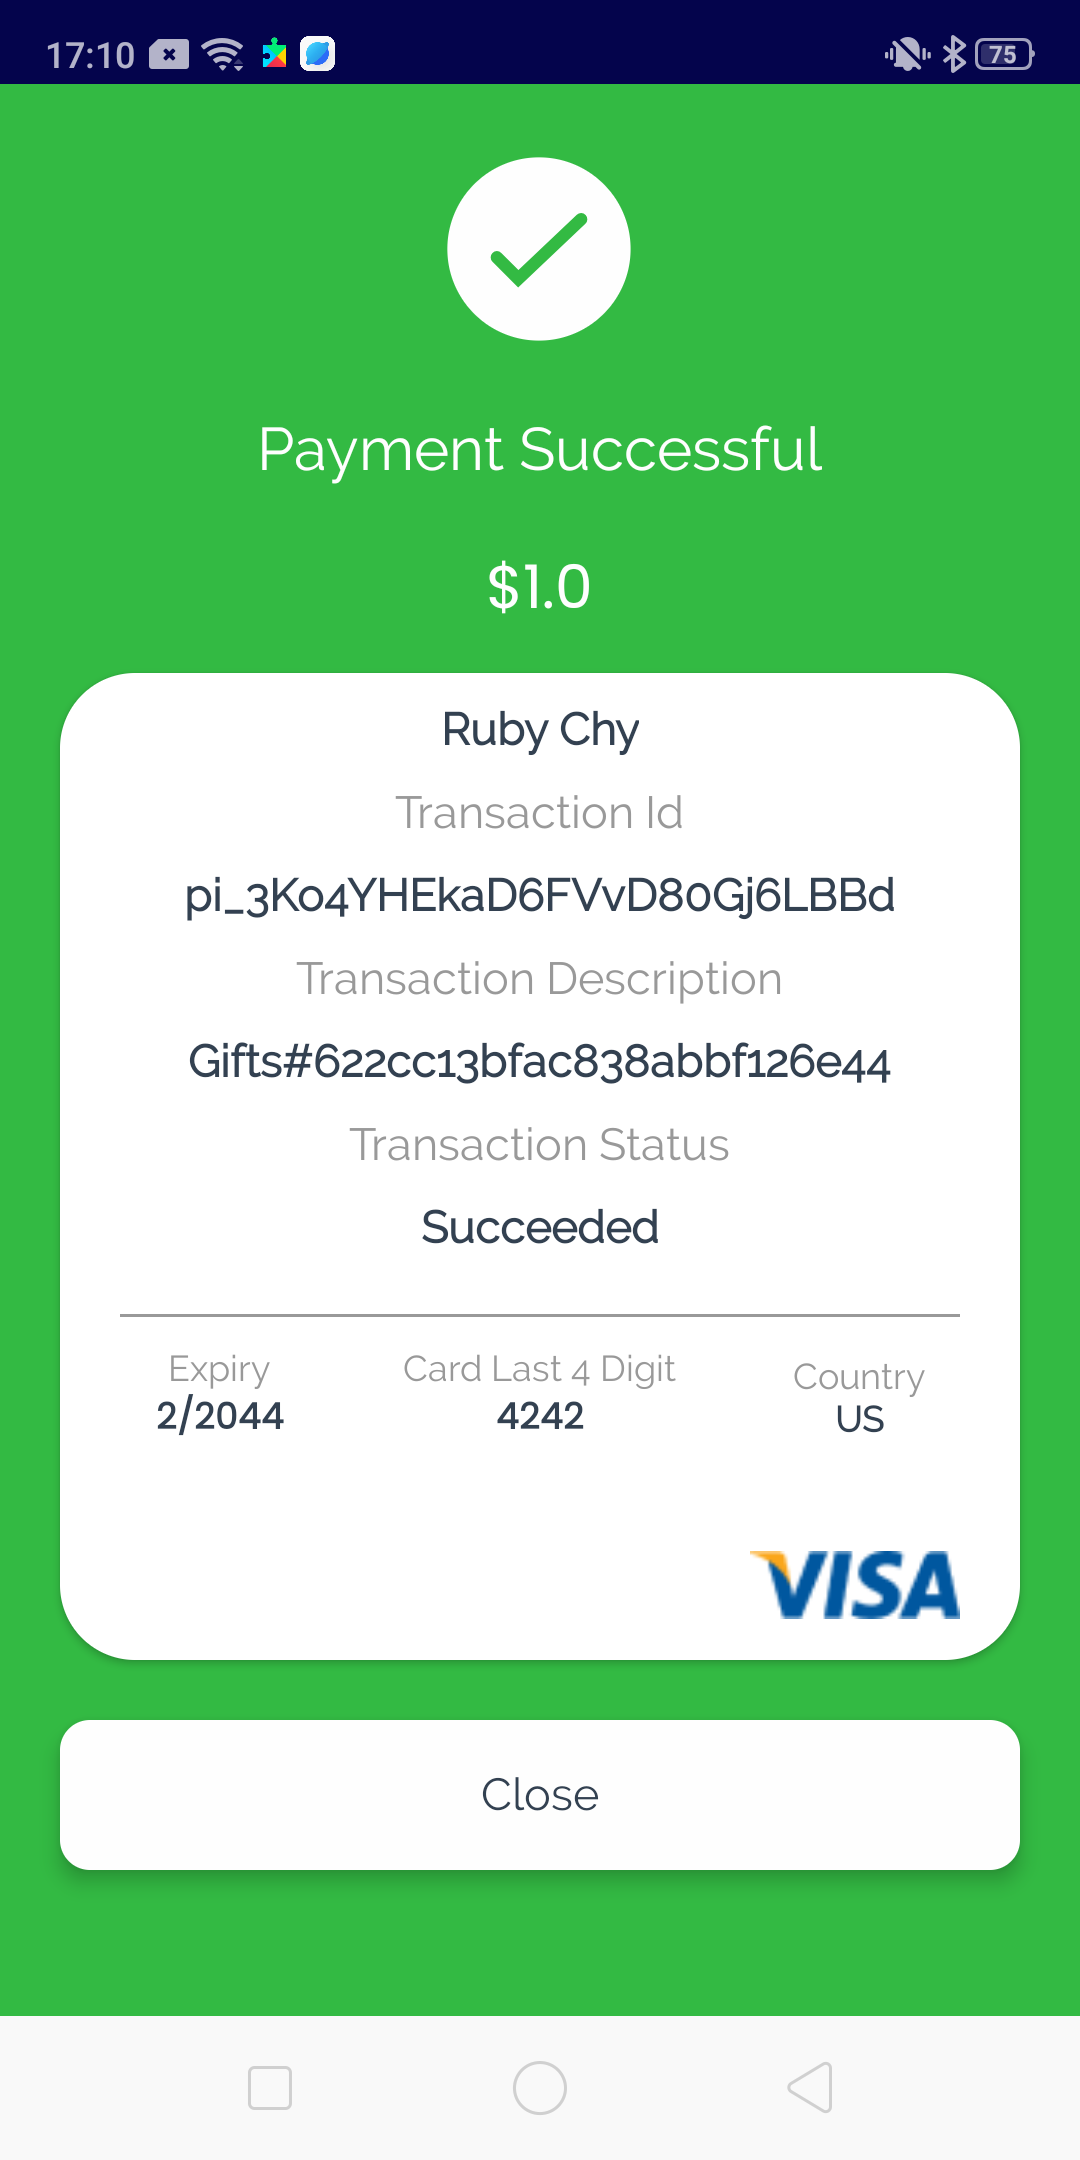 17:10
75
Payment Successful
$1.0
Ruby Chy
Transaction Id
pi_3Ko4YHEkaD6FVvD80Gj6LBBd
Transaction Description
Gifts#622cc13bfac838abbf126e44
Transaction Status
Succeeded
Expiry Card Last 4 Digit Country
2/2044 4242 US
VISA
Close